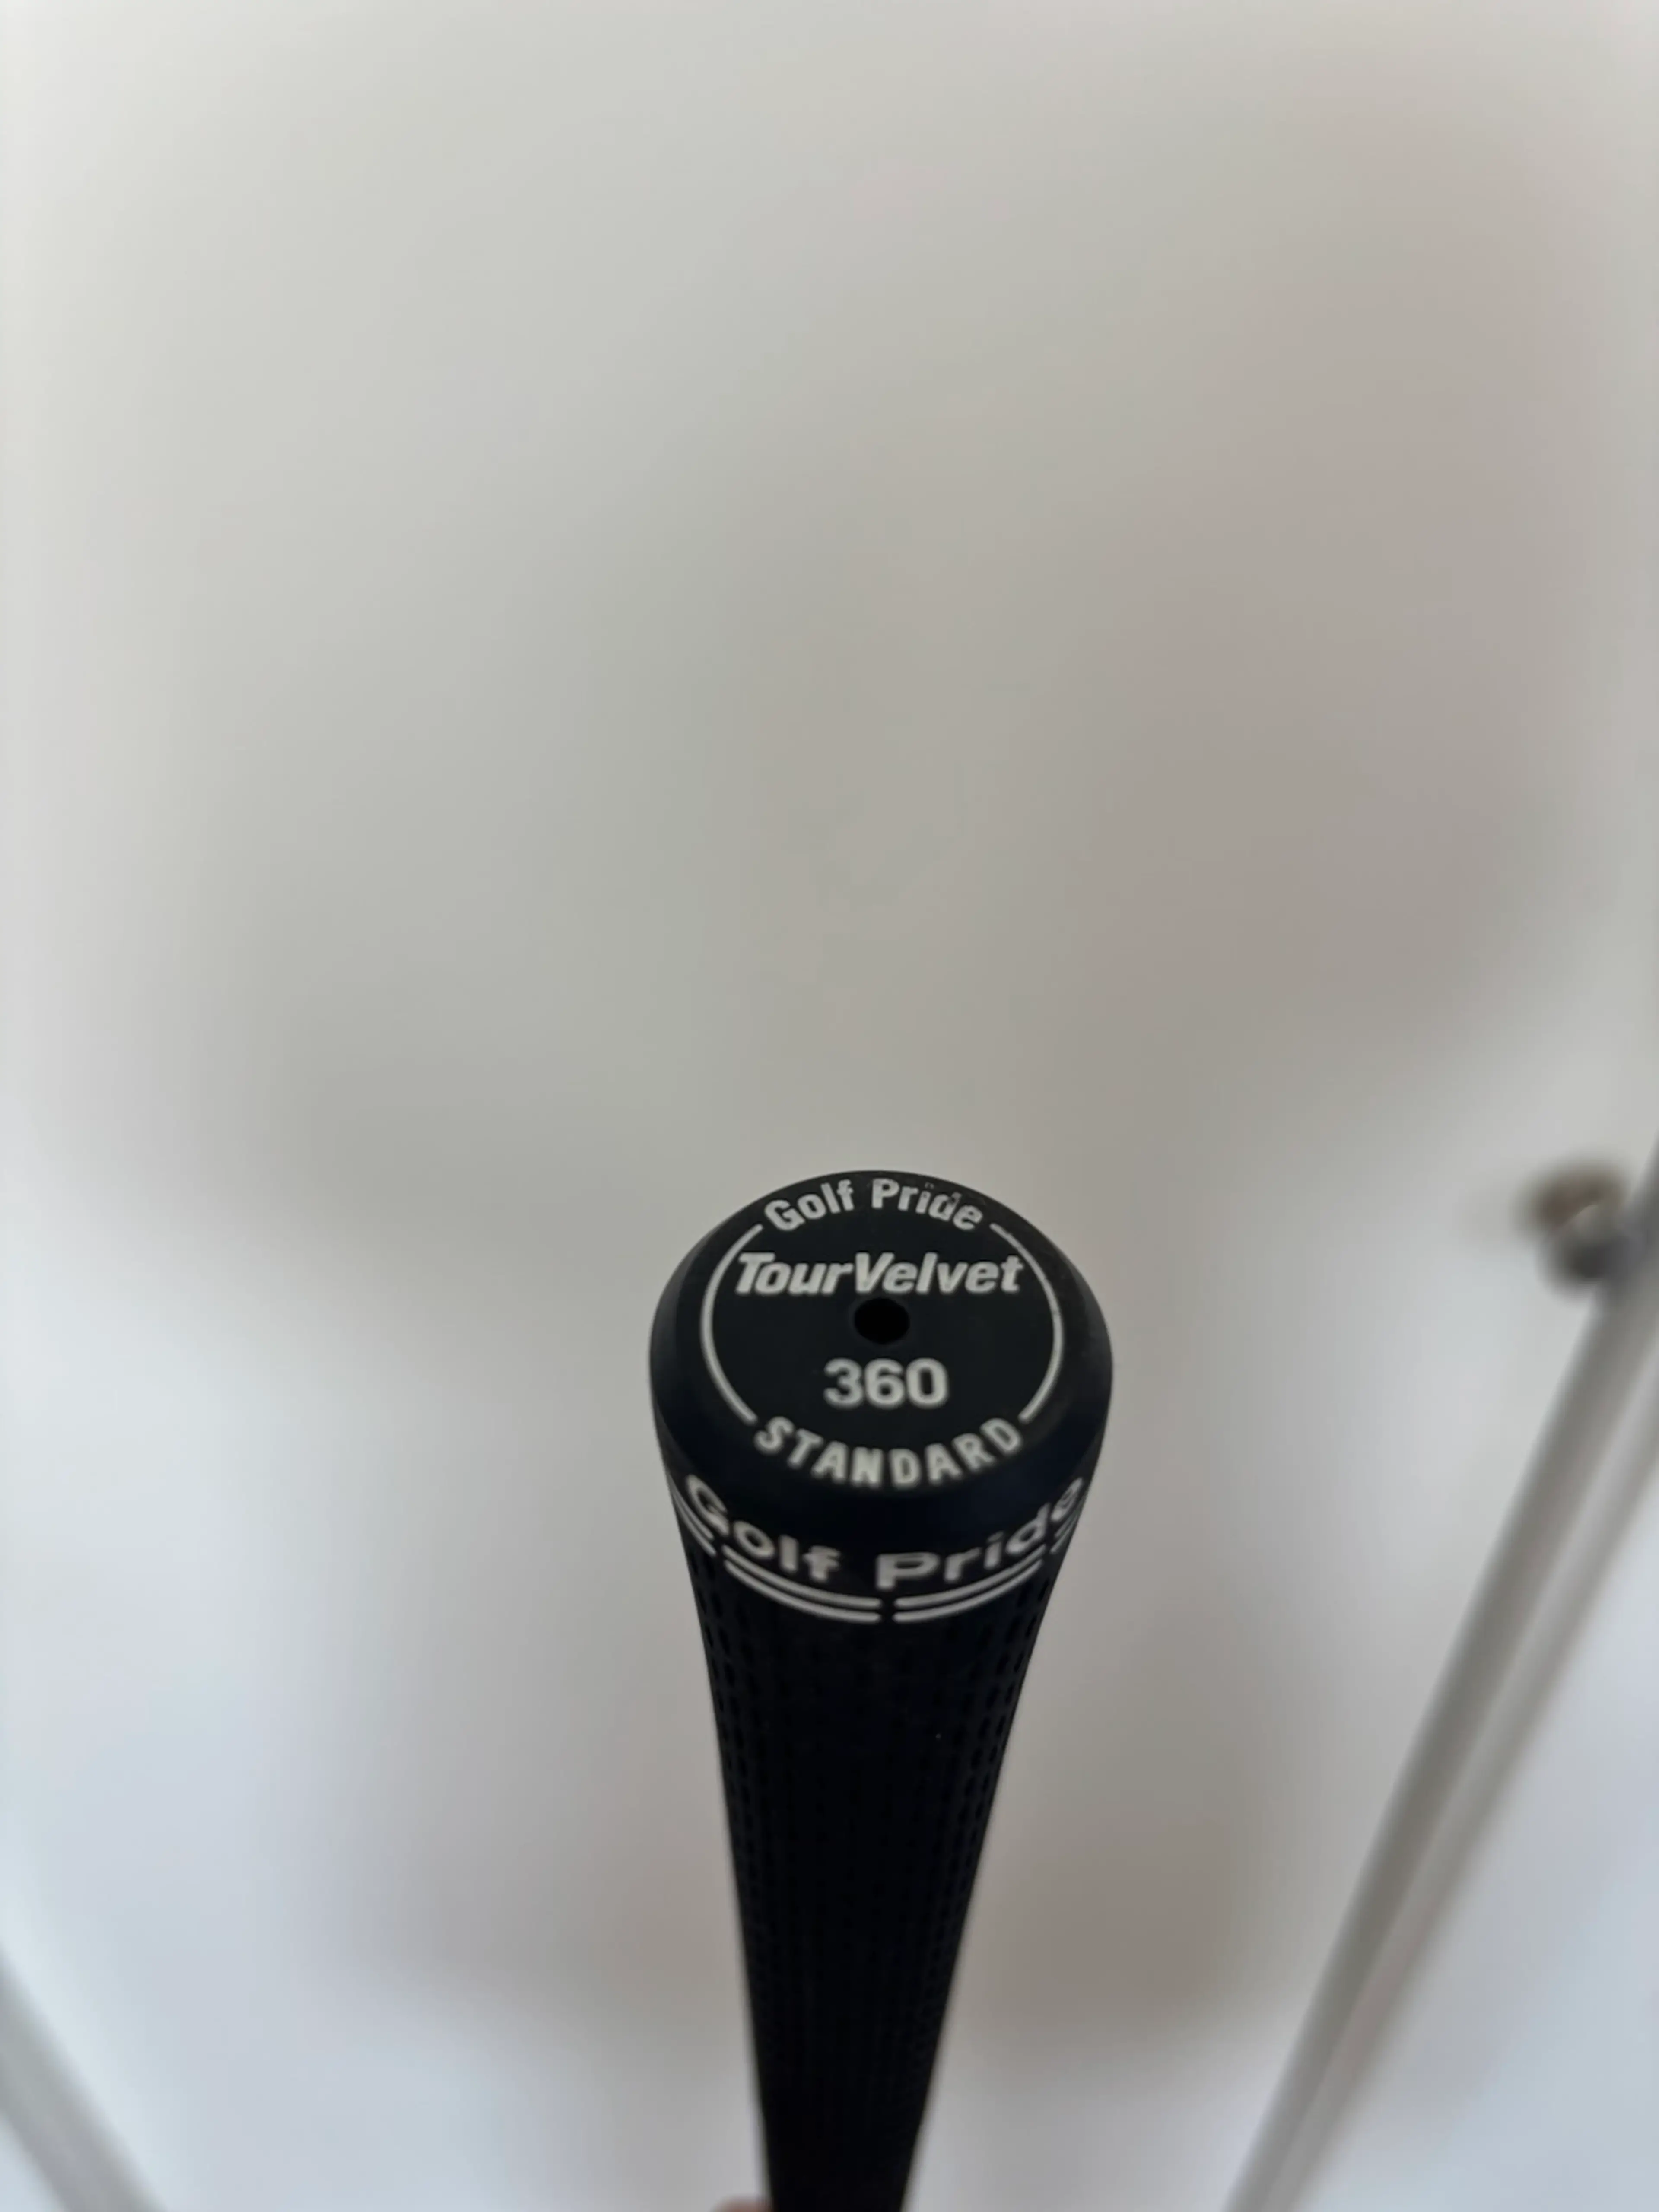 Golf Pride
TourVelvet
360
STANDARD
Golf Pride